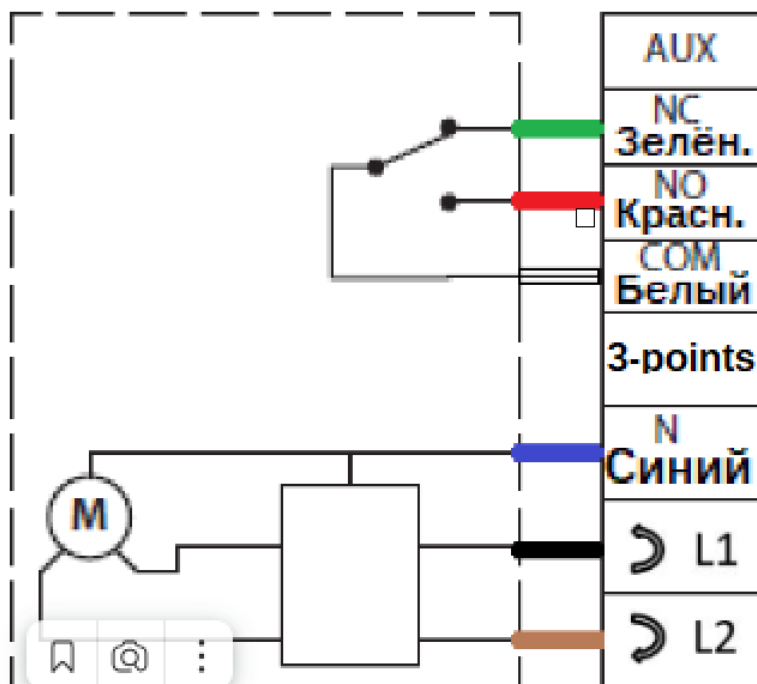 AUX
NC
Зелён.
NO
Красн.
COM
Белый
3-points
N
Синий
M
L1
L2